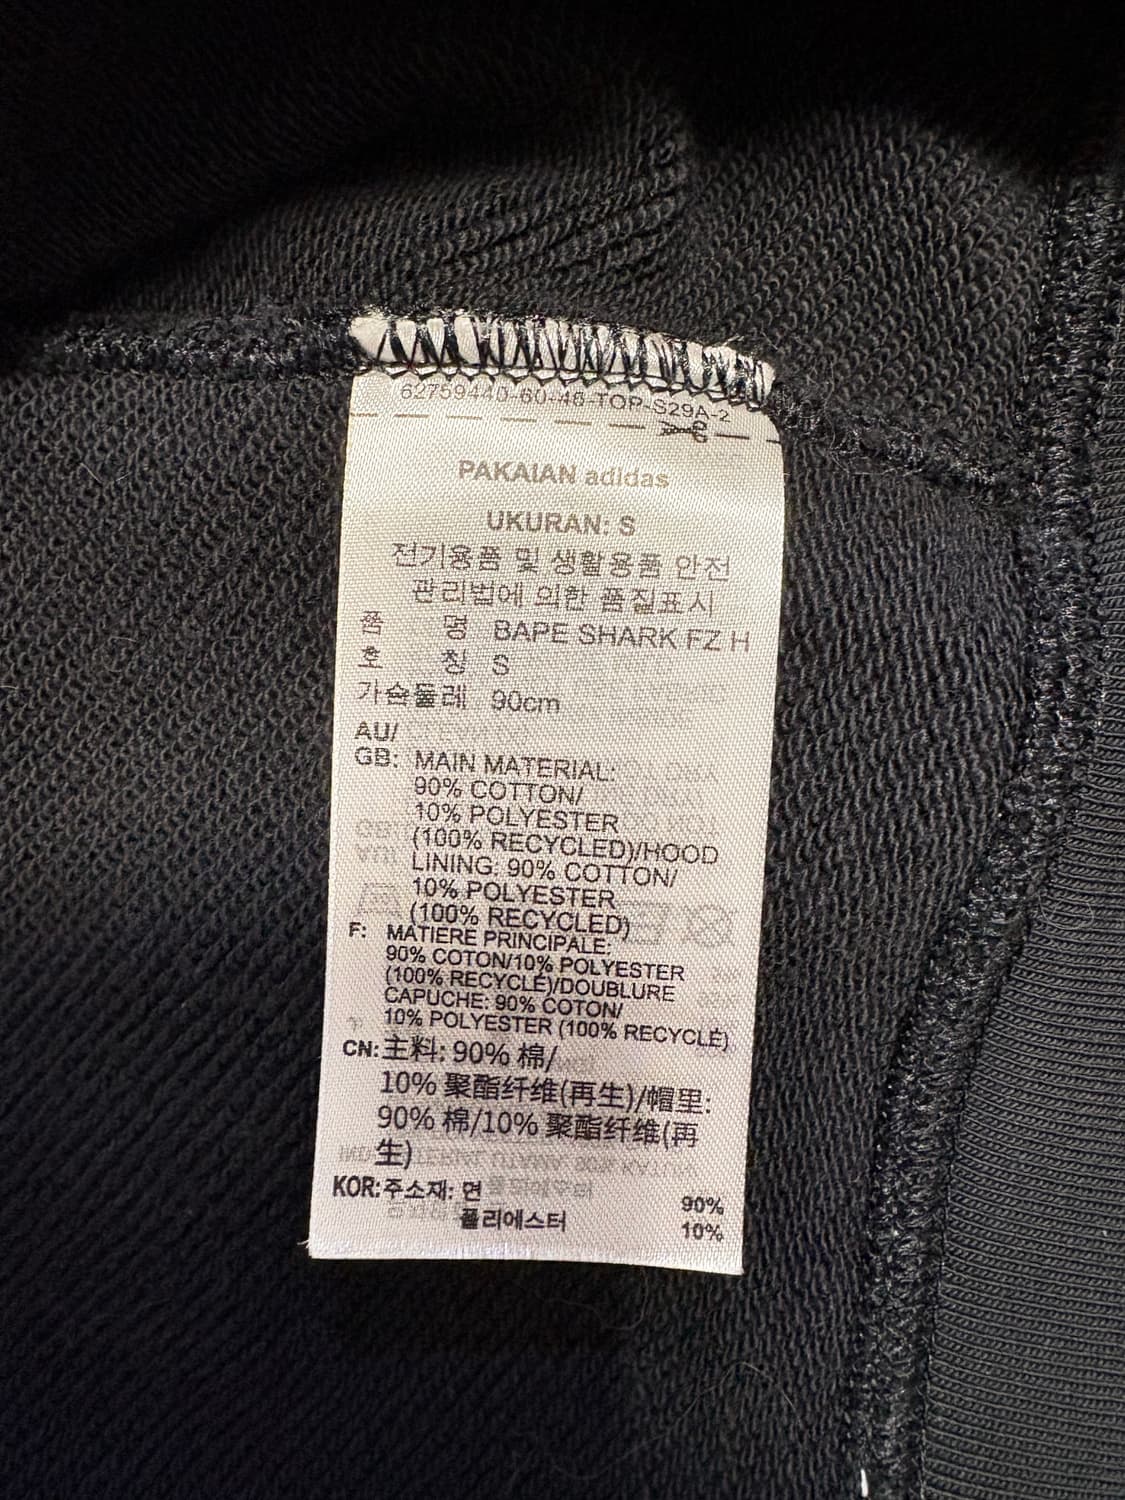 62759440-60-46-TOP-S29A-2
PAKAIAN adidas
UKURAN: S
전기용품 및 생활용품 안전
관리법에 의한 품질표시
품 명 BAPE SHARK FZ H
호 칭 S
가슴둘레 90cm
AU/
GB: MAIN MATERIAL:
90% COTTON/
10% POLYESTER
(100% RECYCLED)/HOOD
LINING: 90% COTTON/
10% POLYESTER
(100% RECYCLED)
F: MATIERE PRINCIPALE:
90% COTON/10% POLYESTER
(100% RECYCLÉ)/DOUBLURE
CAPUCHE: 90% COTON/
10% POLYESTER (100% RECYCLÉ)
CN: 主料: 90% 棉/
10% 聚酯纤维(再生)/帽里:
90% 棉/10% 聚酯纤维(再
生)
KOR: 주소재: 면 90%
폴리에스터 10%